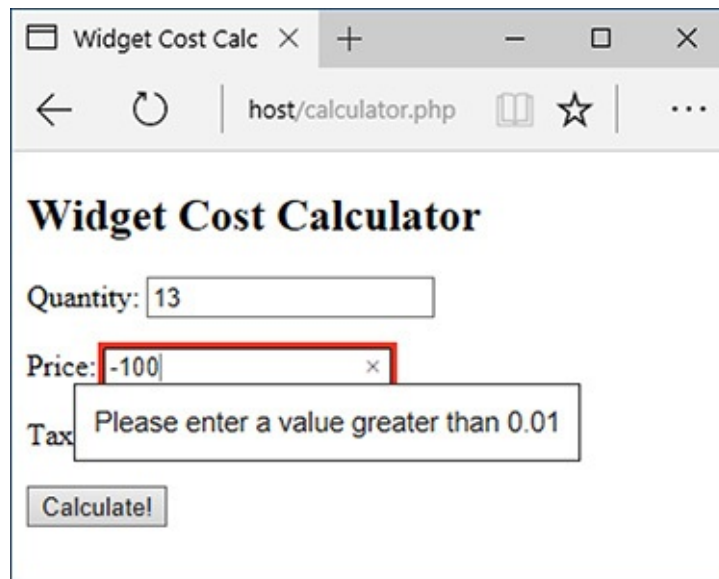 Widget Cost Calc
host/calculator.php
Widget Cost Calculator
Quantity: 13
Price: -100
Please enter a value greater than 0.01
Tax
Calculate!